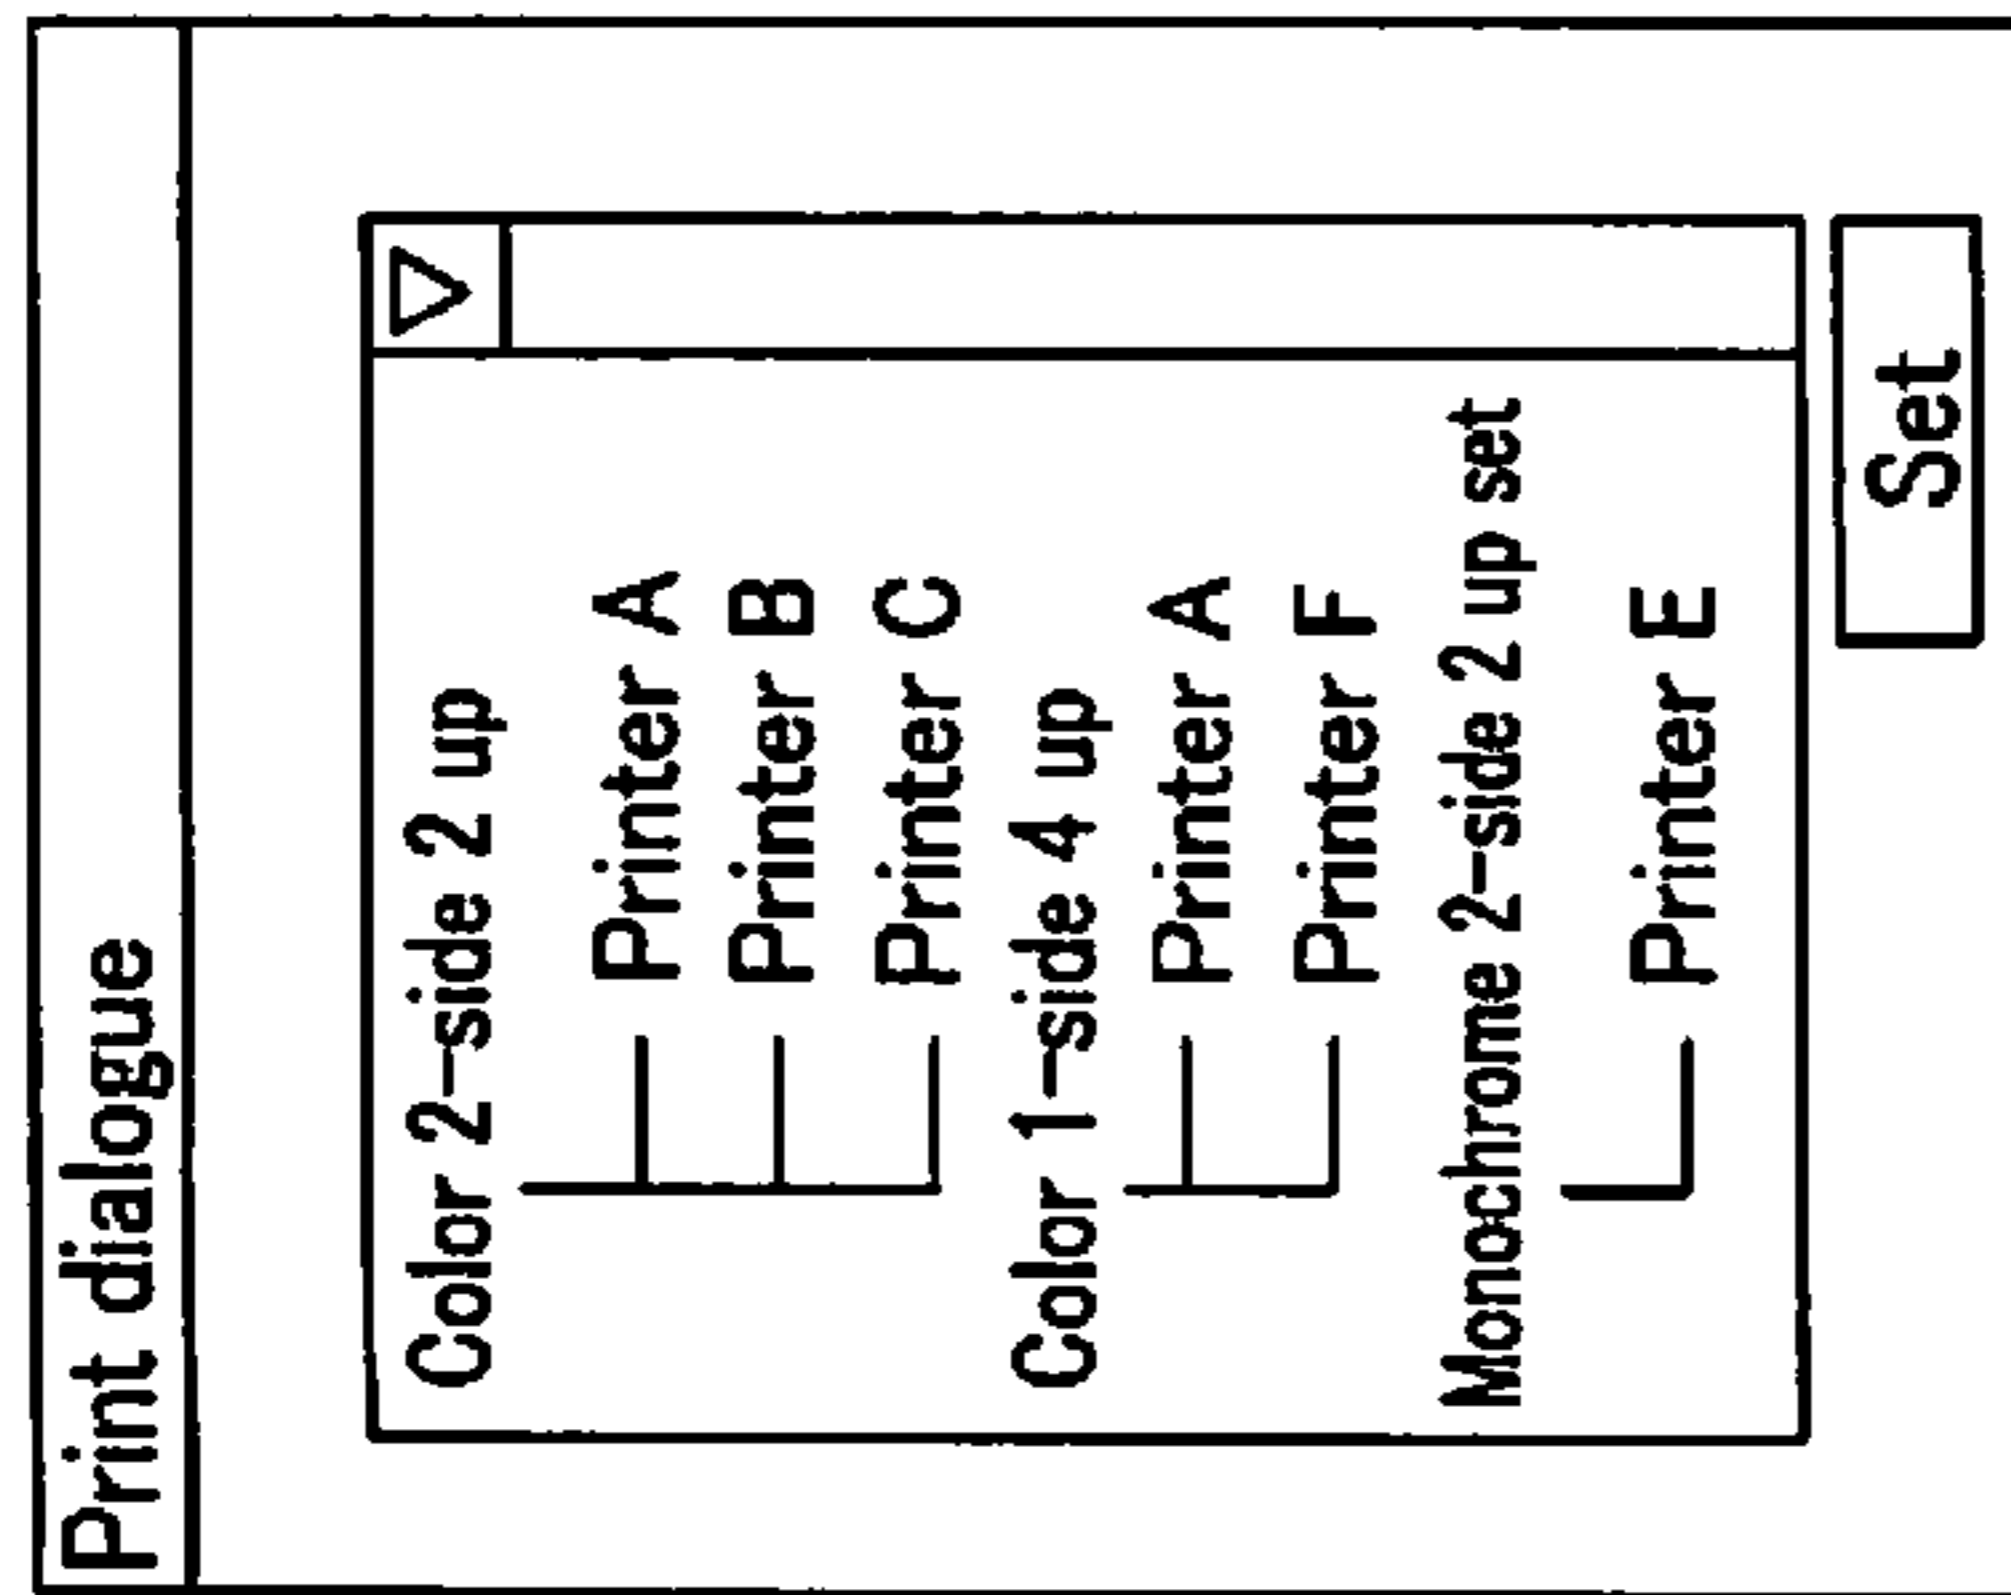 Print dialogue
Color 2-side 2 up
Printer A
Printer B
Printer C
Color 1-side 4 up
Printer A
Printer F
Monochrome 2-side 2 up set
Printer E
Set